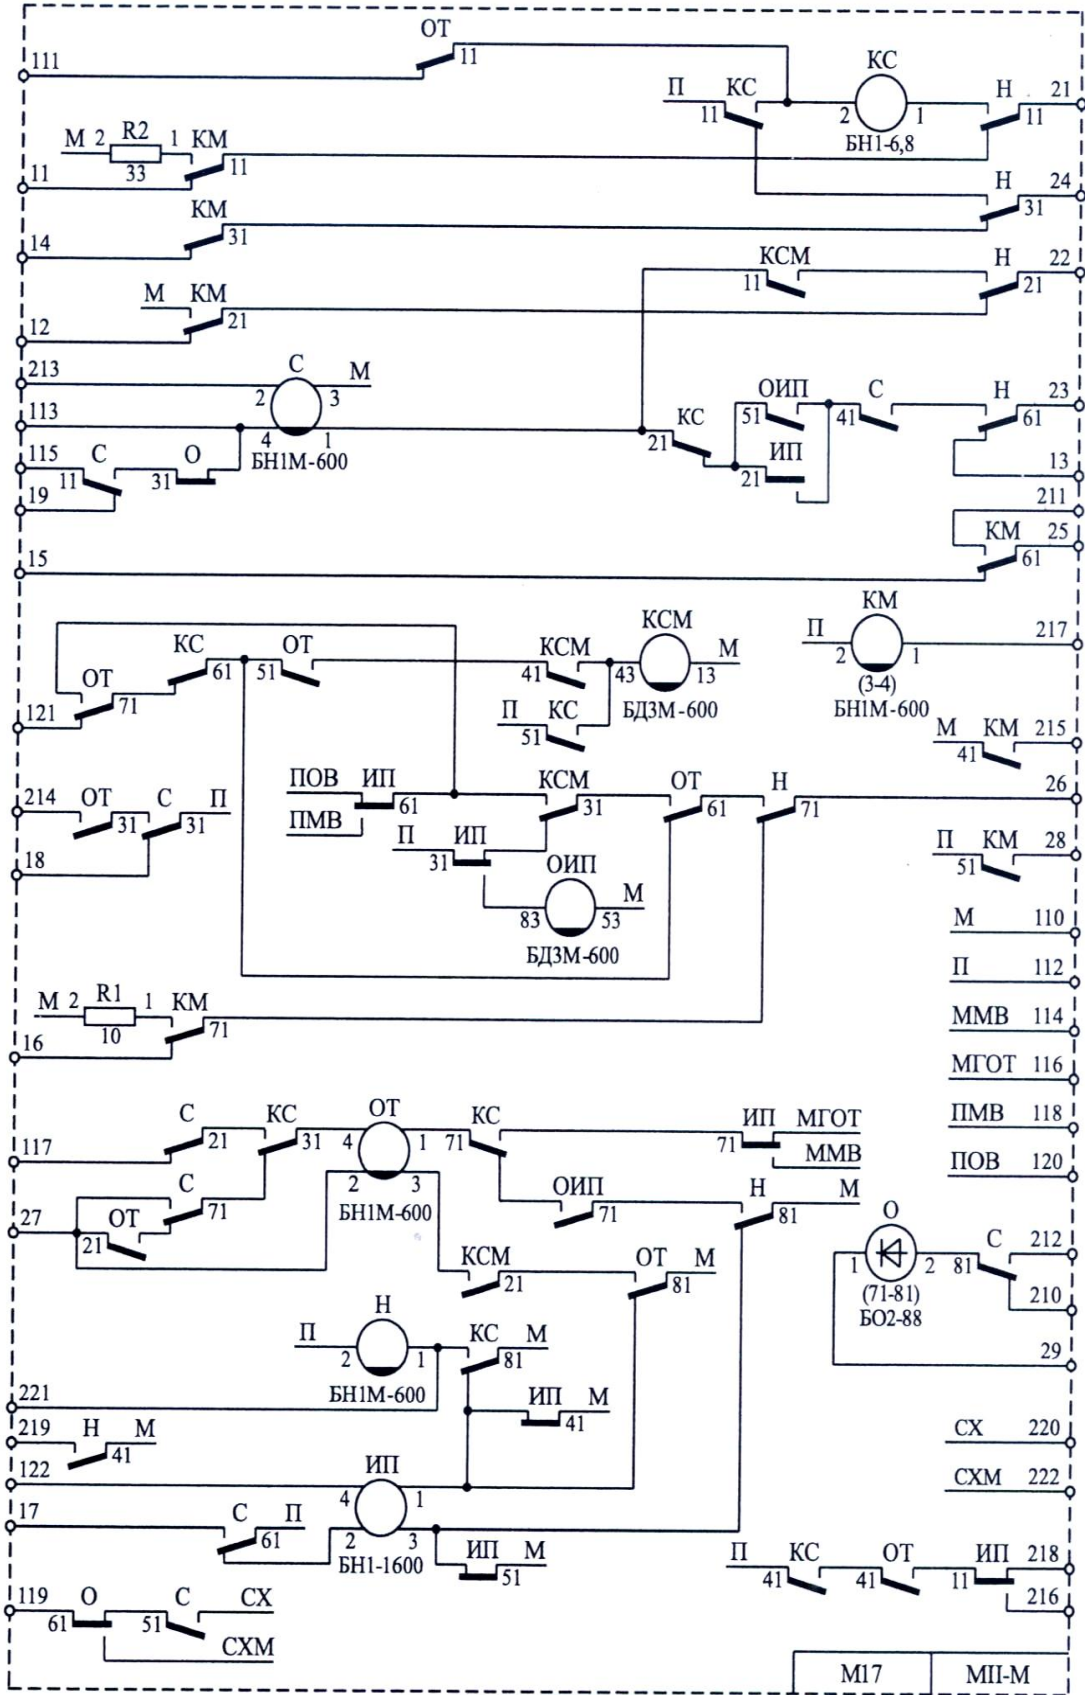 111
ОТ
11
П
КС
11
КС
2
1
БН1-6,8
Н
11
21
М 2 R2 1 КМ
33
11
11
Н
24
31
14
КМ
31
КСМ
11
Н
22
21
М КМ
21
12
213
С
М
2
3
113
4
1
БН1М-600
115
С
11
О
31
19
КС
21
ОИП
51
ИП
21
С
41
Н
23
61
13
211
КМ
25
61
15
КМ
П
217
2
1
(3-4)
БН1М-600
КС
61
ОТ
51
ОТ
71
121
КСМ
41
КСМ
М
43
13
БД3М-600
П КС
51
М КМ 215
41
ПОВ ИП
61
ПМВ
КСМ
31
ОТ
61
Н
71
26
214
ОТ
31
С
31
П
18
П ИП
31
ОИП
М
83
53
БД3М-600
П КМ 28
51
М 110
П 112
М 2 R1 1 КМ
10
71
16
ММВ 114
МГОТ 116
ПМВ 118
ПОВ 120
С
21
117
КС
31
ОТ
4
1
2
3
БН1М-600
КС
71
ИП МГОТ
71
ММВ
27
ОТ
21
С
71
ОИП
71
Н
М
81
О
1
2
(71-81)
БО2-88
С
81
212
210
29
КСМ
21
ОТ М
81
Н
П
2
1
БН1М-600
КС М
81
221
ИП М
41
219
Н М
41
122
ИП
4
1
2
3
БН1-1600
17
С П
61
ИП М
51
СХ 220
СХМ 222
П КС
41
ОТ
41
ИП
11
218
216
119
О
61
С
51
СХ
СХМ
М17
МII-М